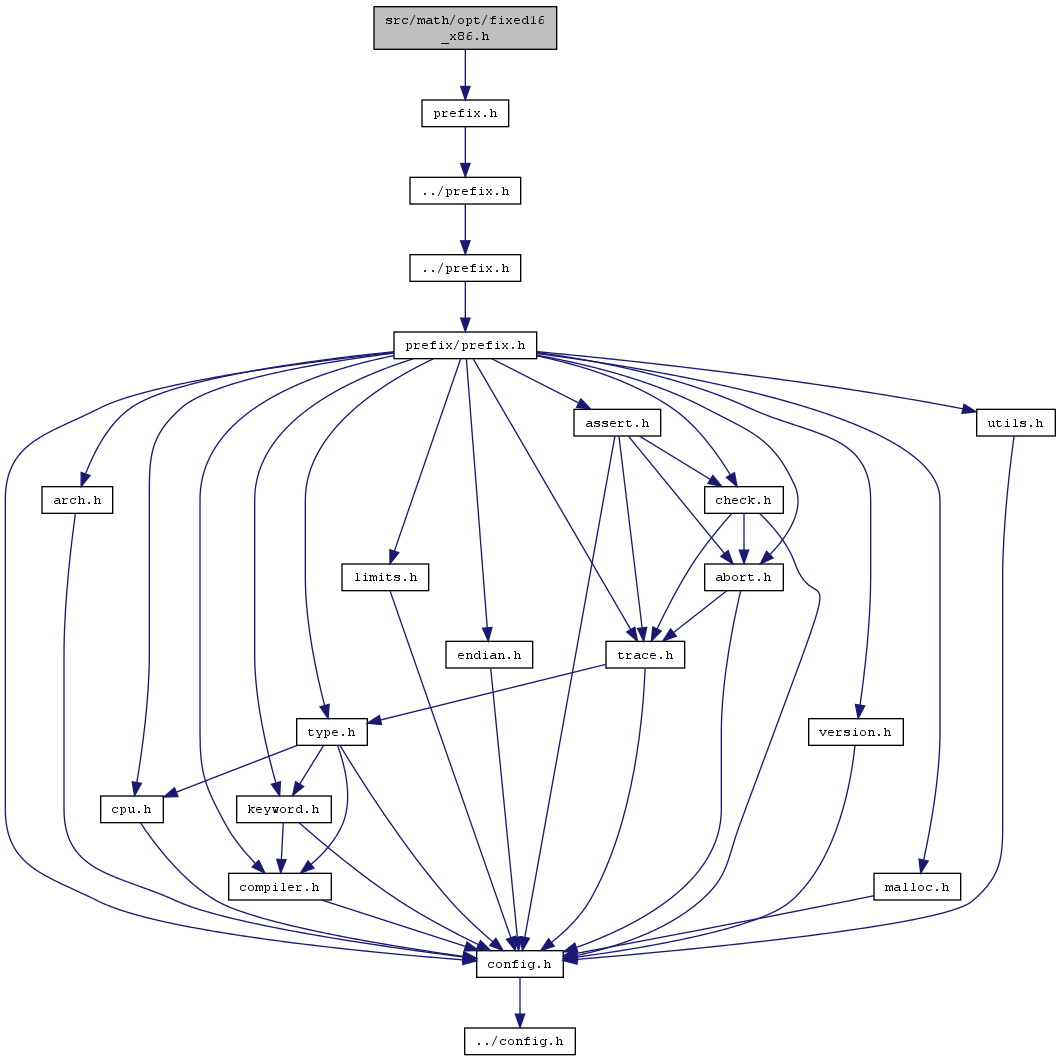 src/math/opt/fixed16
_x86.h
prefix.h
../prefix.h
../prefix.h
prefix/prefix.h
assert.h
utils.h
arch.h
check.h
limits.h
abort.h
endian.h
trace.h
type.h
version.h
cpu.h
keyword.h
compiler.h
malloc.h
config.h
../config.h